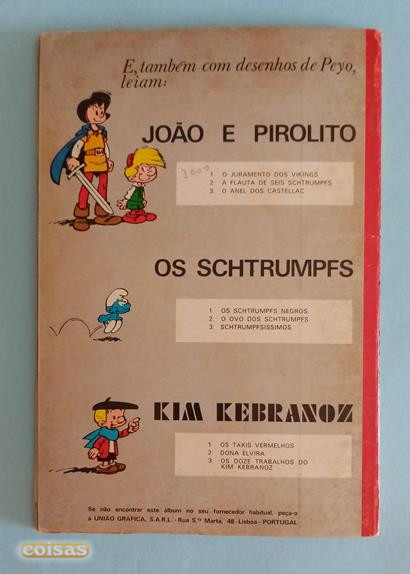 E, também com desenhos de Peyo,
leiam:
JOÃO E PIROLITO
1 O JURAMENTO DOS VIKINGS
2 A FLAUTA DE SEIS SCHTRUMPFS
3 O ANEL DOS CASTELLAC
OS SCHTRUMPFS
1. OS SCHTRUMPFS NEGROS
2. O OVO DOS SCHTRUMPFS
3 SCHTRUMPFSISSIMOS
KIM KEBRANOZ
1 OS TAXIS VERMELHOS
2. DONA ELVIRA
3. OS DOZE TRABALHOS DO
KIM KEBRANOZ
Se não encontrar este álbum no seu fornecedor habitual, peça-o
à UNIÃO GRÁFICA, S.A.R.L. - Rua S.ta Marta, 48 - Lisboa - PORTUGAL
coisas